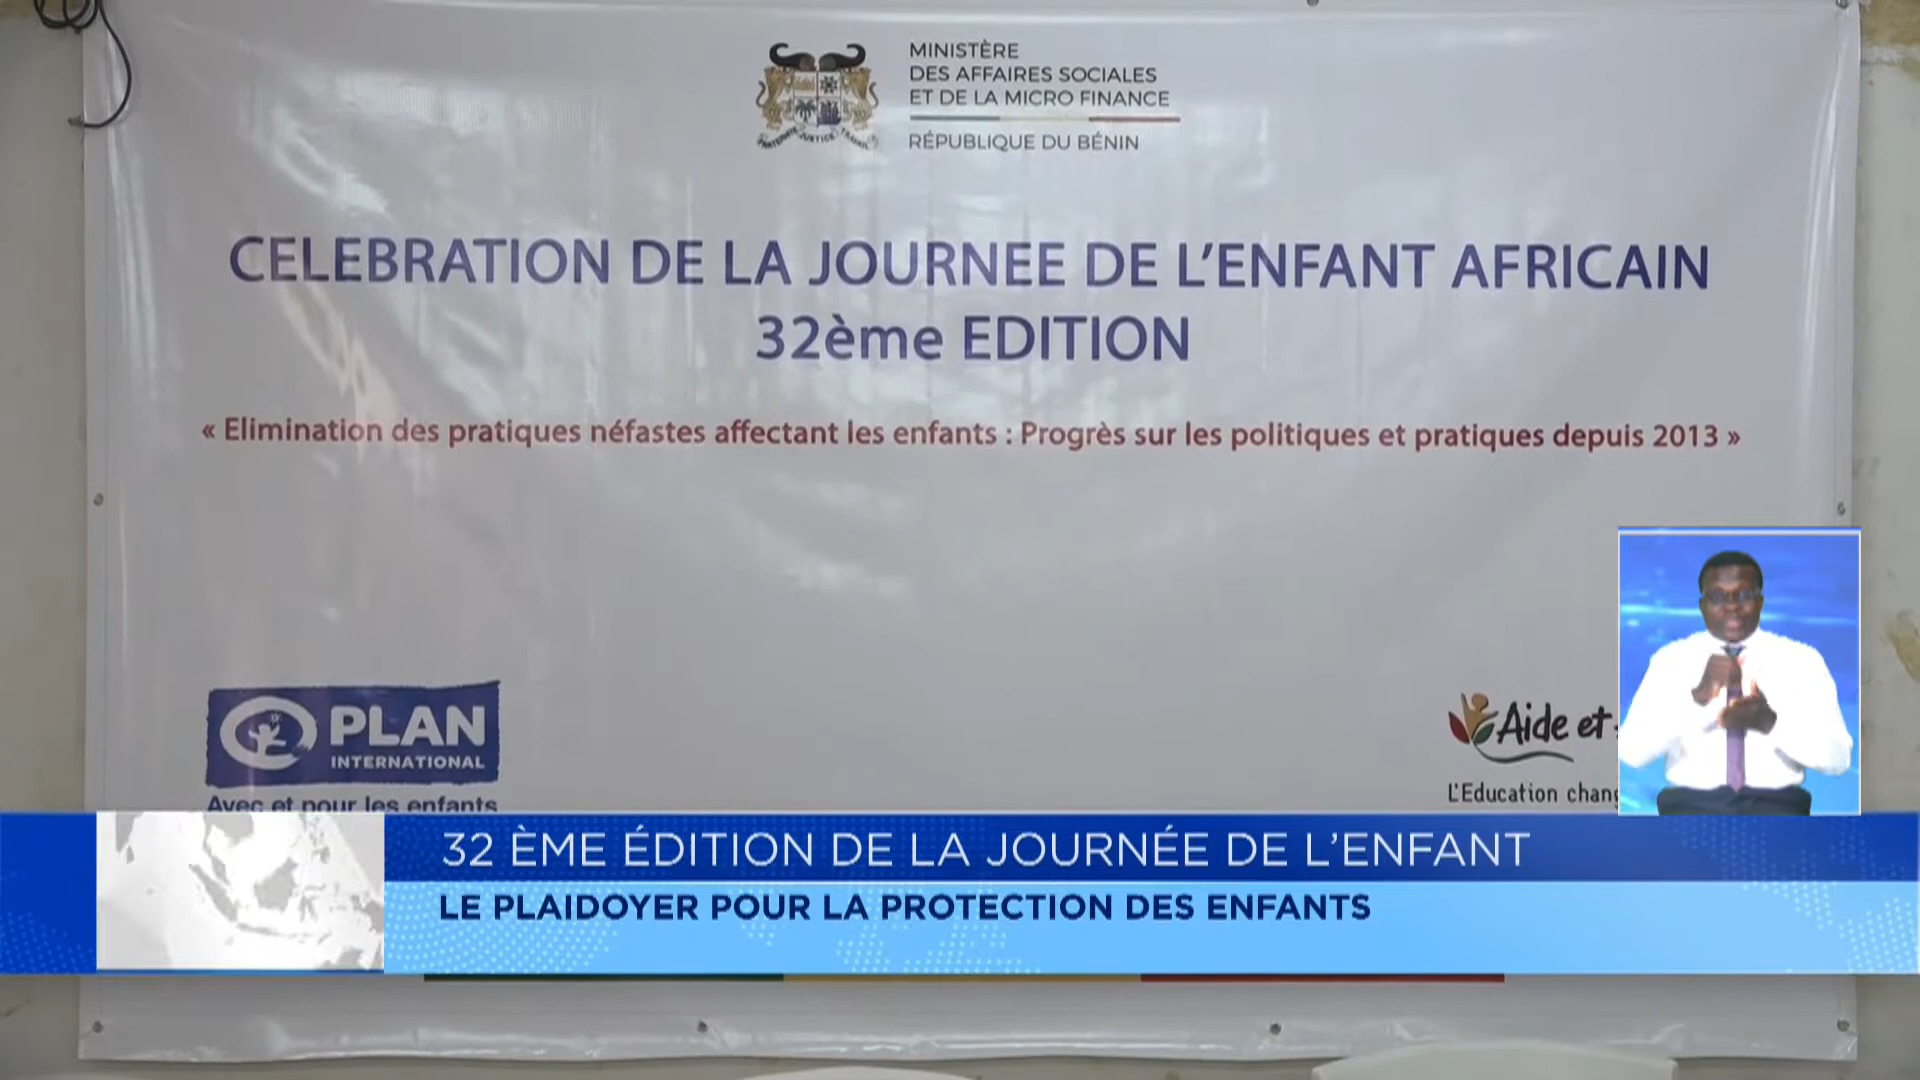 MINISTÈRE
DES AFFAIRES SOCIALES
ET DE LA MICRO FINANCE
RÉPUBLIQUE DU BÉNIN
FRATERNITE JUSTICE TRAVAIL
CELEBRATION DE LA JOURNEE DE L'ENFANT AFRICAIN
32ème EDITION
« Elimination des pratiques néfastes affectant les enfants : Progrès sur les politiques et pratiques depuis 2013 »
PLAN
INTERNATIONAL
Avec et pour les enfants
Aide et
L'Education chang
32 ÈME ÉDITION DE LA JOURNÉE DE L'ENFANT
LE PLAIDOYER POUR LA PROTECTION DES ENFANTS